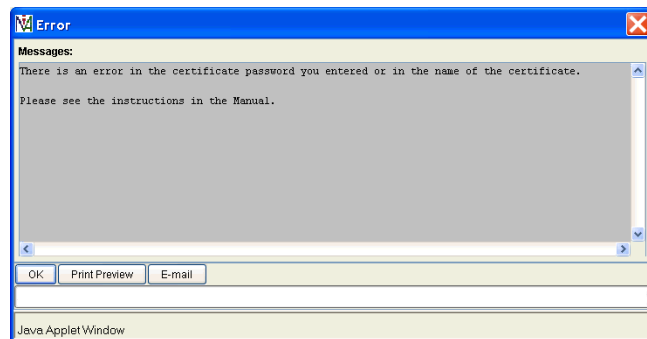 Error
Messages:
There is an error in the certificate password you entered or in the name of the certificate.
Please see the instructions in the Manual.
OK Print Preview E-mail
Java Applet Window